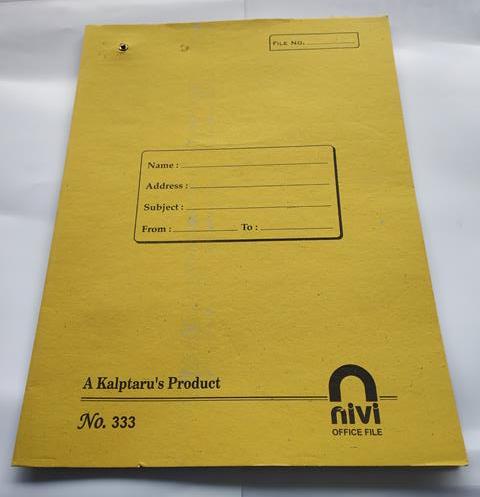 FILE NO.
Name :
Address :
Subject :
From : To :
A Kalptaru's Product
No. 333
nivi
OFFICE FILE